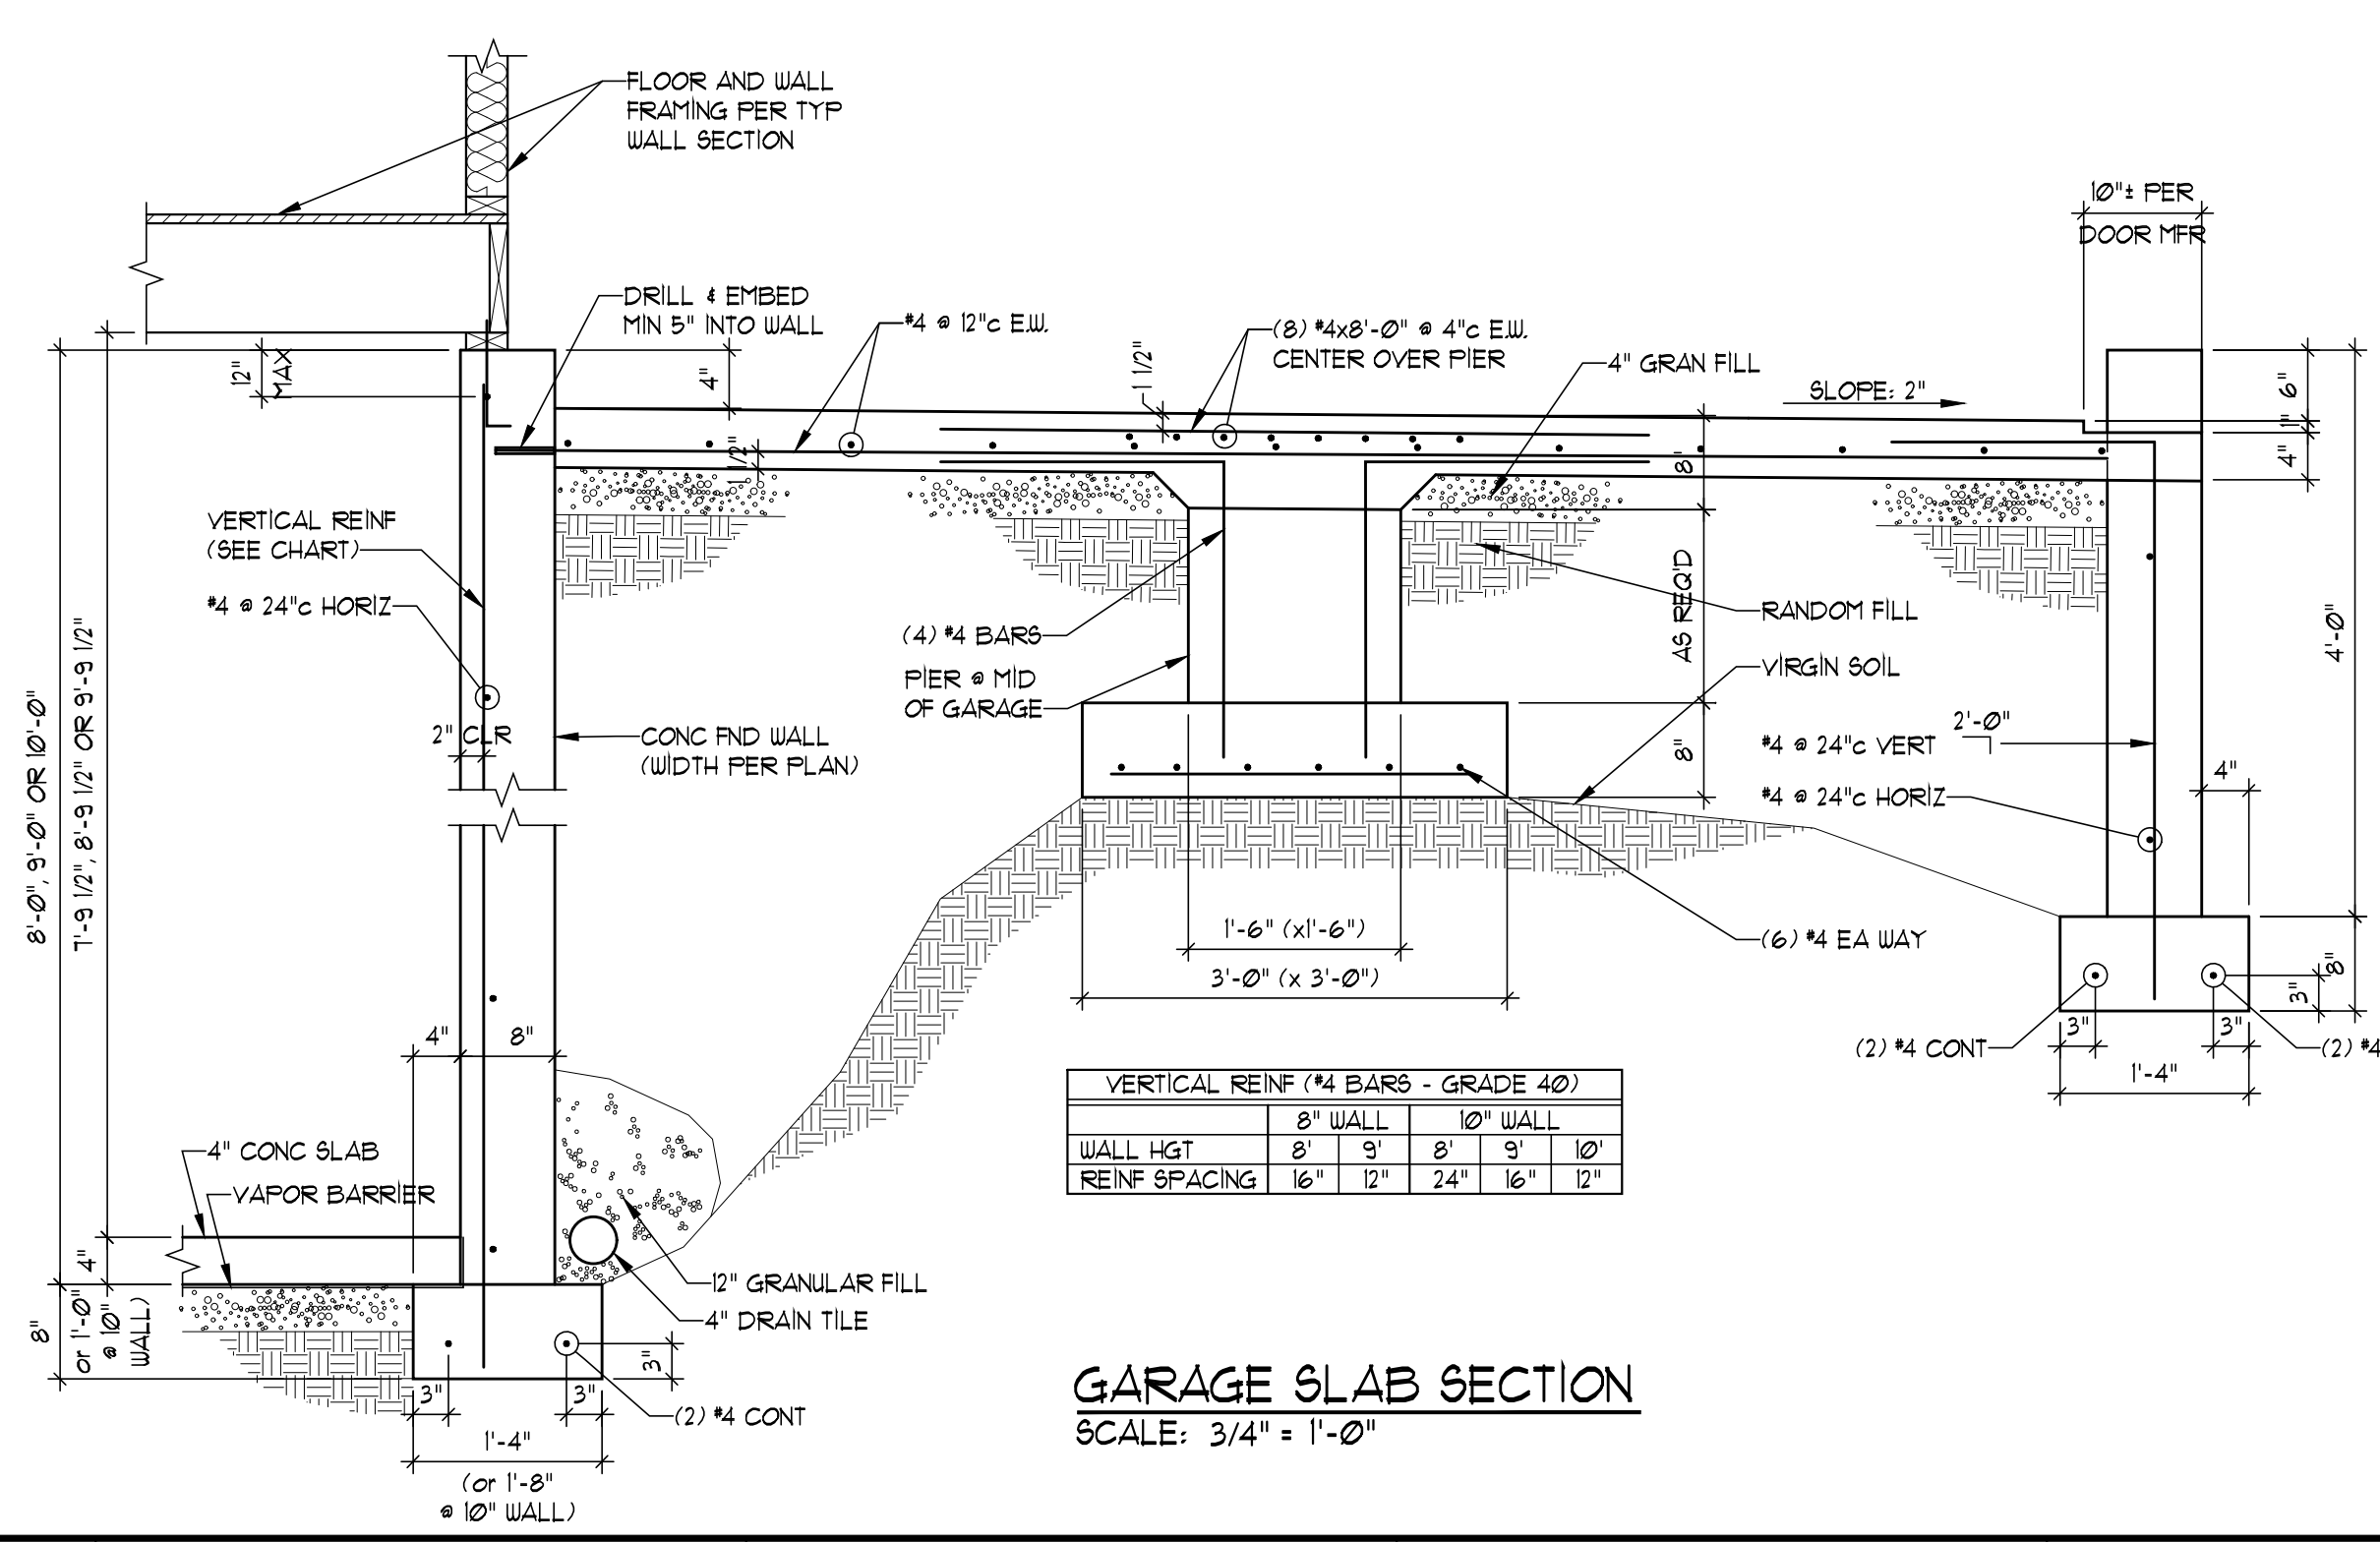 FLOOR AND WALL
FRAMING PER TYP
WALL SECTION
10"± PER
DOOR MFR
DRILL & EMBED
MIN 5" INTO WALL
#4 @ 12"c E.W.
(8) #4x8'-0" @ 4"c E.W.
CENTER OVER PIER
4" GRAN FILL
SLOPE: 2"
12"
MAX
4"
1 1/2"
1 1/2"
8"
6"
1"
4"
VERTICAL REINF
(SEE CHART)
#4 @ 24"c HORIZ
(4) #4 BARS
PIER @ MID
OF GARAGE
AS REQ'D
RANDOM FILL
VIRGIN SOIL
4'-0"
8'-0", 9'-0" OR 10'-0"
7'-9 1/2", 8'-9 1/2" OR 9'-9 1/2"
2" CLR
CONC FND WALL
(WIDTH PER PLAN)
8"
2'-0"
#4 @ 24"c VERT
4"
#4 @ 24"c HORIZ
1'-6" (x1'-6")
3'-0" (x 3'-0")
(6) #4 EA WAY
8"
3"
3"
3"
(2) #4 CONT
(2) #4
1'-4"
4"
8"
VERTICAL REINF (#4 BARS - GRADE 40)
8" WALL 10" WALL
WALL HGT 8' 9' 8' 9' 10'
REINF SPACING 16" 12" 24" 16" 12"
4" CONC SLAB
VAPOR BARRIER
4"
12" GRANULAR FILL
4" DRAIN TILE
8"
or 1'-0"
@ 10"
WALL)
3"
3"
3"
(2) #4 CONT
1'-4"
(or 1'-8"
@ 10" WALL)
GARAGE SLAB SECTION
SCALE: 3/4" = 1'-0"